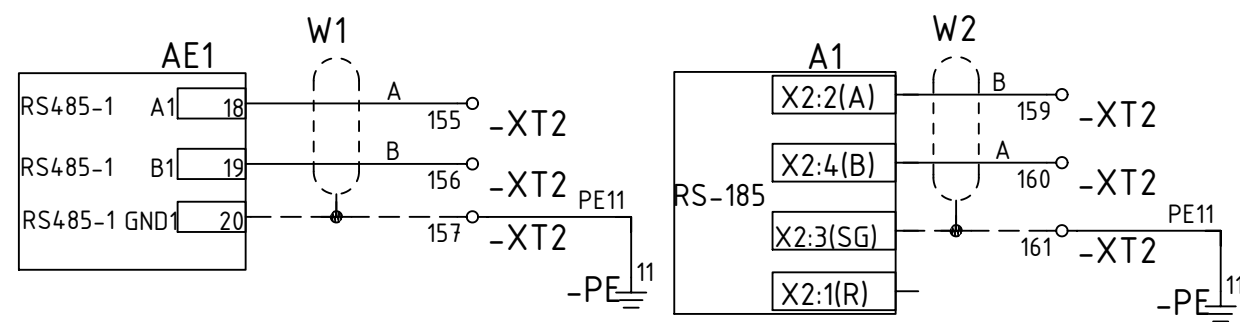 W1
AE1
RS485-1 A1 18 A 155 -XT2
RS485-1 B1 19 B 156 -XT2
RS485-1 GND1 20 157 -XT2 PE11
-PE 11
W2
A1
RS-185
X2:2(A) B 159 -XT2
X2:4(B) A 160 -XT2
X2:3(SG) 161 -XT2 PE11
X2:1(R)
-PE 11